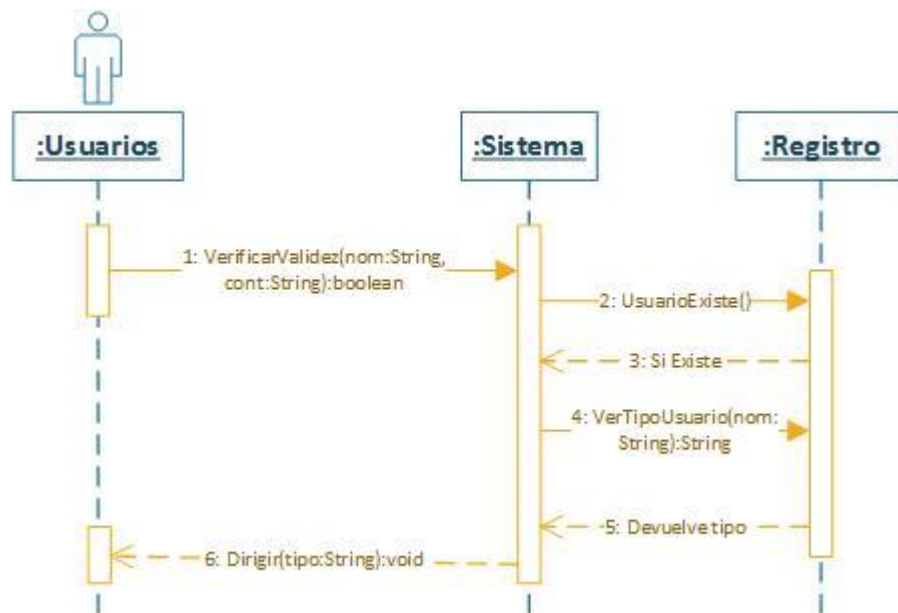 :Usuarios
:Sistema
:Registro
1: VerificarValidez(nom:String,
cont:String):boolean
2: UsuarioExiste()
3: Si Existe
4: VerTipoUsuario(nom:
String):String
5: Devuelve tipo
6: Dirigir(tipo:String):void